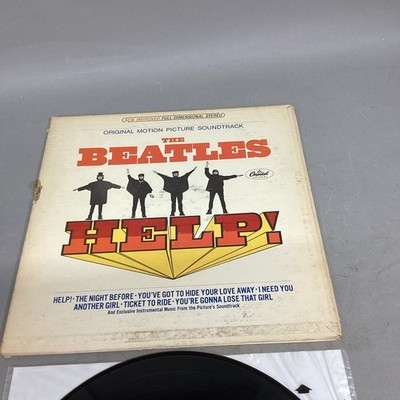 NEW IMPROVED FULL DIMENSIONAL STEREO
ORIGINAL MOTION PICTURE SOUNDTRACK
THE
BEATLES
Capitol
HELP!
HELP! • THE NIGHT BEFORE • YOU'VE GOT TO HIDE YOUR LOVE AWAY • I NEED YOU
ANOTHER GIRL • TICKET TO RIDE • YOU'RE GONNA LOSE THAT GIRL
And Exclusive Instrumental Music From the Picture's Soundtrack